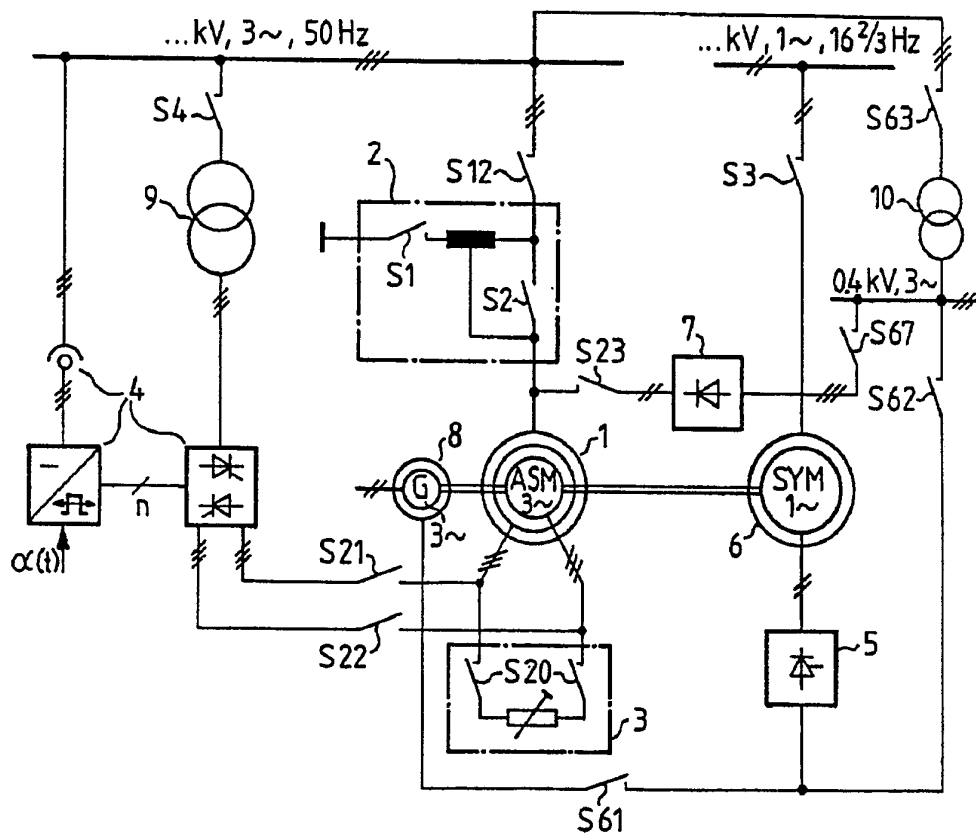 ...kV, 3~, 50 Hz
...kV, 1~, 16 2/3 Hz
S4
S63
2
S12
S3
9
10
S1
S2
0.4 kV, 3~
7
S67
S23
4
S62
8
1
G
3~
ASM
3~
SYM
1~
n
6
α(t)
S21
S22
5
S20
3
S61